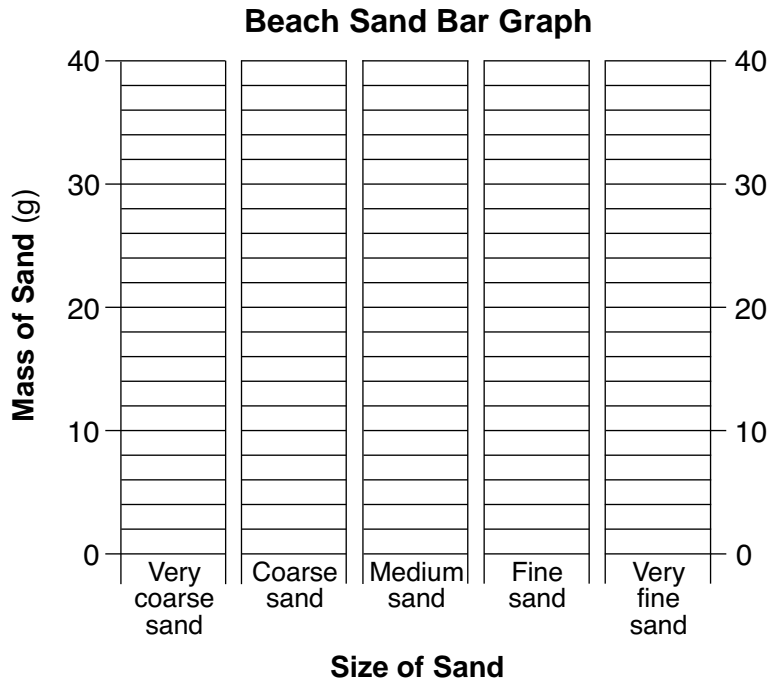 Beach Sand Bar Graph
Mass of Sand (g)
40
30
20
10
0
40
30
20
10
0
Very
coarse
sand
Coarse
sand
Medium
sand
Fine
sand
Very
fine
sand
Size of Sand